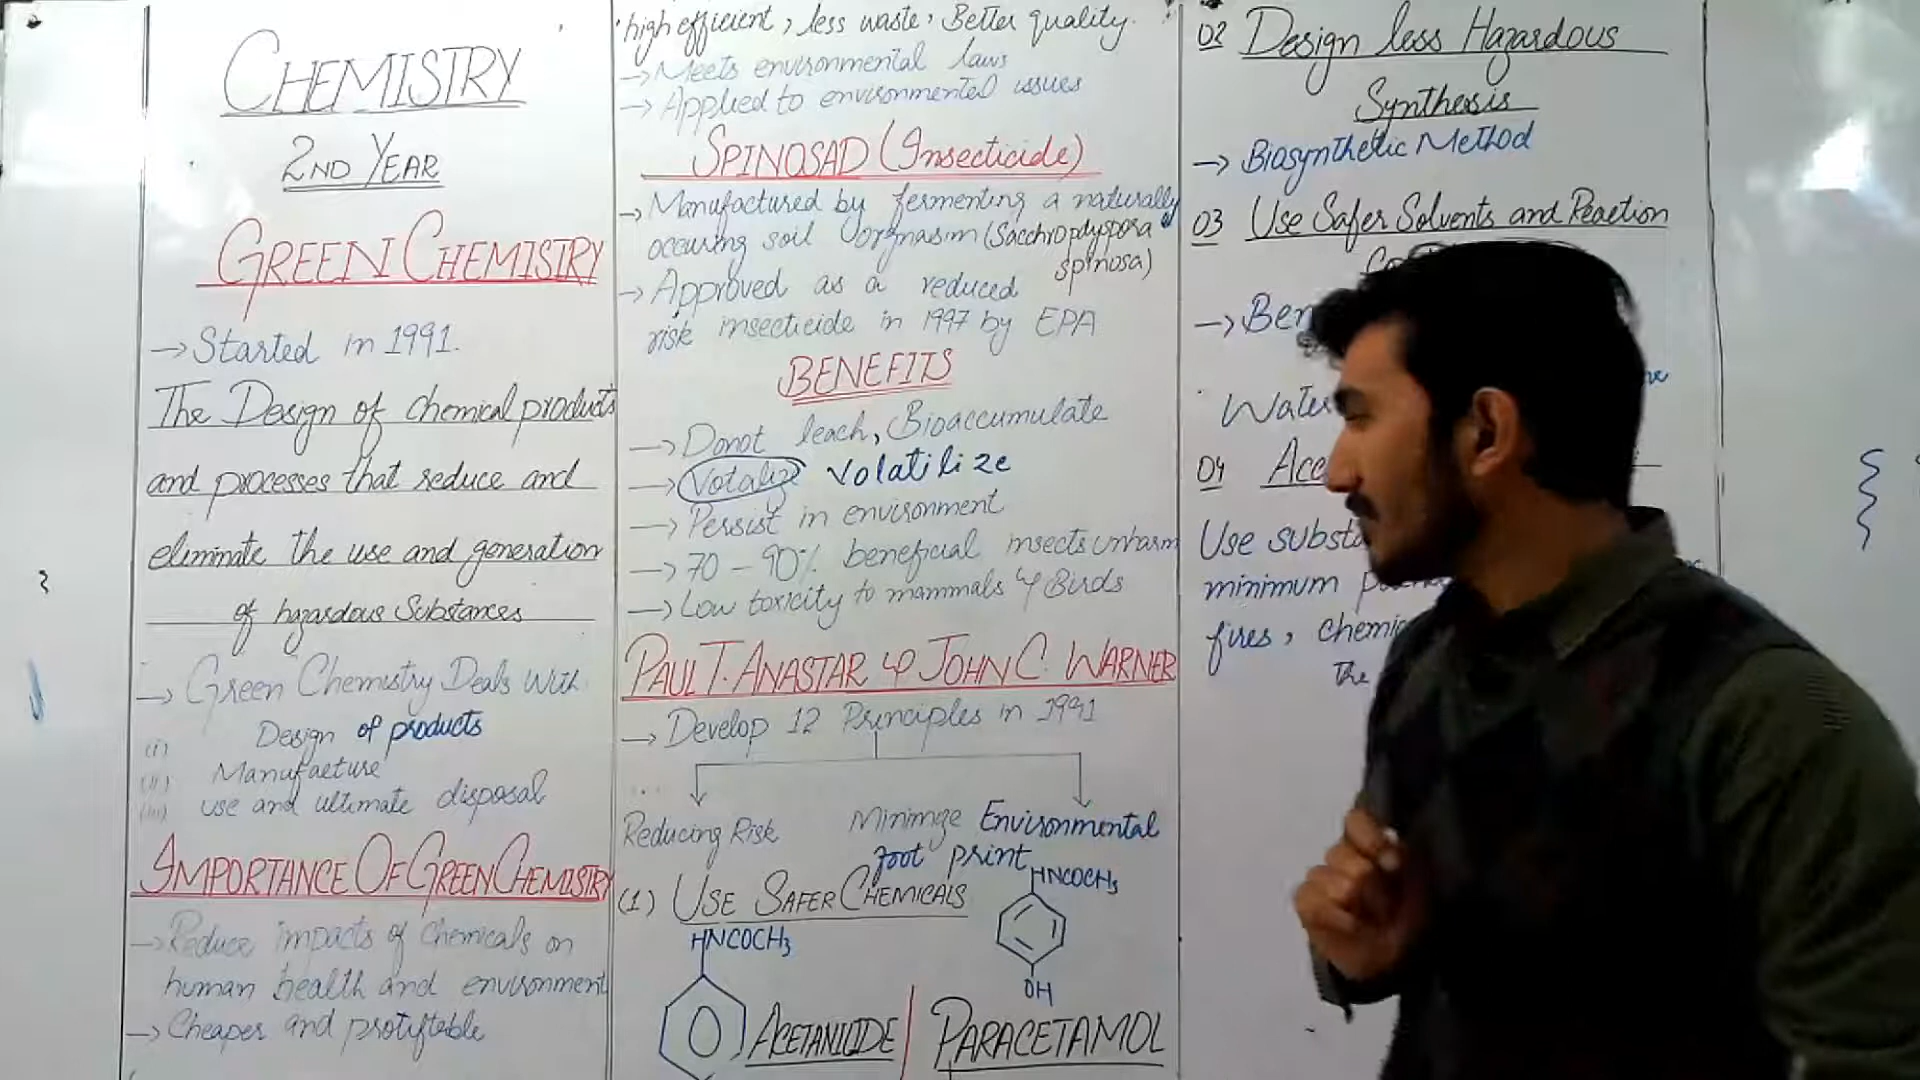 CHEMISTRY
2ND YEAR
GREEN CHEMISTRY
→ Started in 1991.
The Design of chemical products
and processes that reduce and
eliminate the use and generation
of hazardous Substances
→ Green Chemistry Deals With
(i) Design of products
(ii) Manufacture
(iii) use and ultimate disposal
IMPORTANCE OF GREEN CHEMISTRY
→ Reduce impacts of Chemicals on
human health and environment
→ Cheaper and protiftable
high efficient, less waste, Better quality.
→ Meets environmental laws
→ Applied to environmental issues
SPINOSAD (Insecticide)
→ Manufactured by fermenting a naturally
occuring soil orgnasim (Sacchropdyspora
spinosa)
→ Approved as a reduced
risk insecticide in 1997 by EPA
BENEFITS
→ Donot leach, Bioaccumulate
→ Votalize Volatilize
→ Persist in environment
→ 70 - 90% beneficial insects unharm
→ Low toxicity to mammals & Birds
PAUL T. ANASTAR & JOHN C. WARNER
→ Develop 12 Principles in 1991
Reducing Risk
Minimize Environmental
foot print
(1) USE SAFER CHEMICALS
HNCOCH3
HNCOCH3
OH
ACETANILIDE
PARACETAMOL
02 Design less Hazardous
Synthesis
→ Biosynthetic Method
03 Use Safer Solvents and Reaction
→ Ben
Wate
04 Ac
Use subst
minimum
fires, chemic
the